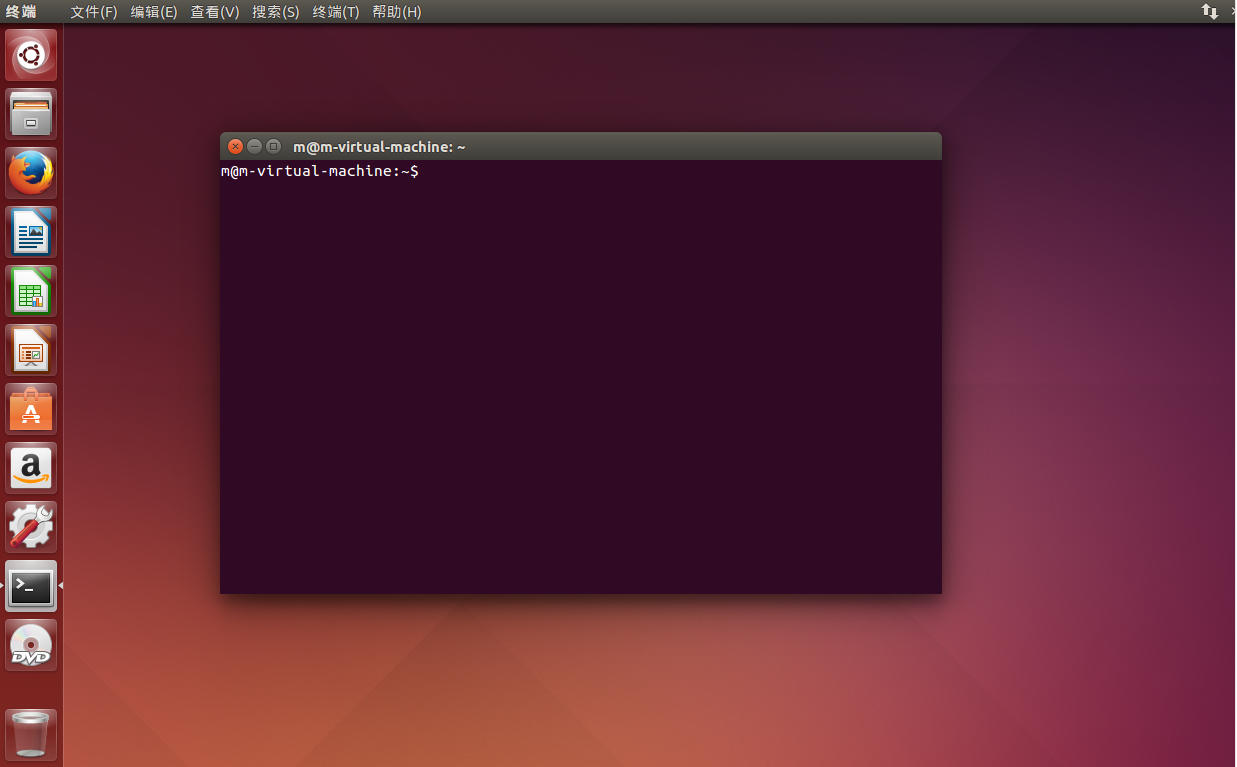 终端 文件(F) 编辑(E) 查看(V) 搜索(S) 终端(T) 帮助(H)
m@m-virtual-machine: ~
m@m-virtual-machine:~$
A
a
>_
DVD